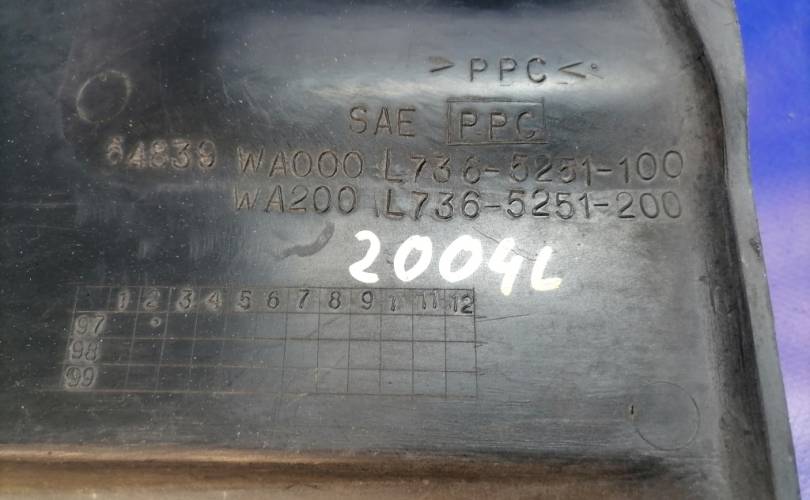 >PPC<
SAE PPC
64839 WA000 L736-5251-100
WA200 L736-5251-200
2004L
1 2 3 4 5 6 7 8 9 1 11 12
97
98
99